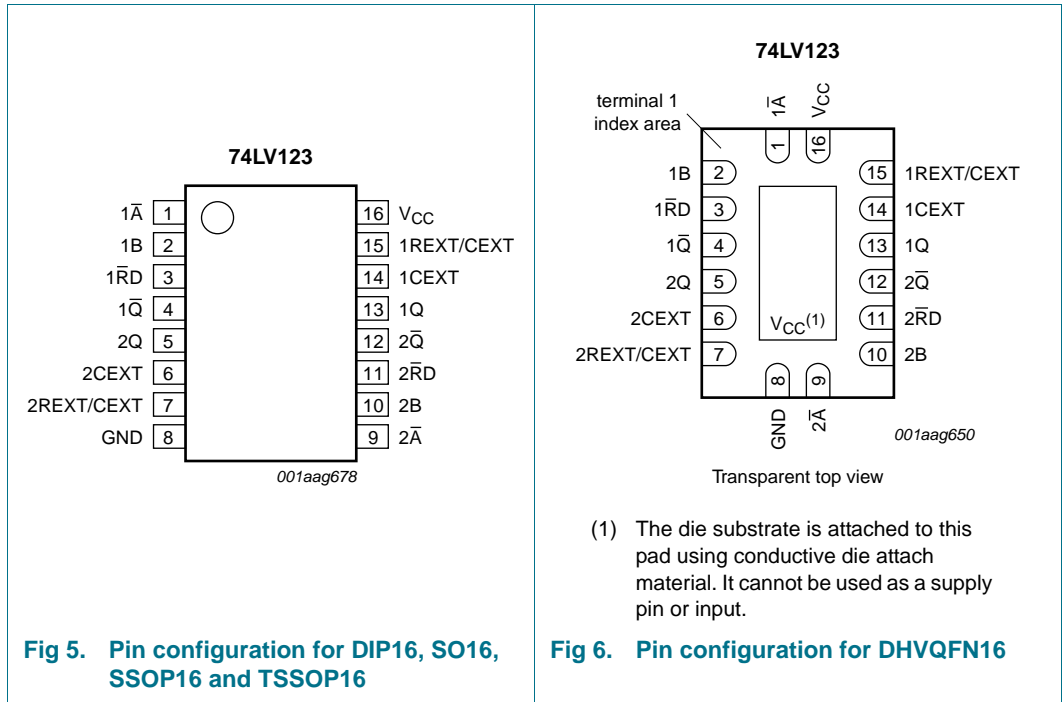 74LV123
1A̅ 1
1B 2
1R̅D 3
1Q̅ 4
2Q 5
2CEXT 6
2REXT/CEXT 7
GND 8
16 VCC
15 1REXT/CEXT
14 1CEXT
13 1Q
12 2Q̅
11 2R̅D
10 2B
9 2A̅
001aag678
Fig 5. Pin configuration for DIP16, SO16,
SSOP16 and TSSOP16
74LV123
terminal 1
index area
1A̅ VCC
1 16
1B 2
1R̅D 3
1Q̅ 4
2Q 5
2CEXT 6
2REXT/CEXT 7
15 1REXT/CEXT
14 1CEXT
13 1Q
12 2Q̅
11 2R̅D
10 2B
VCC(1)
8 9
GND 2A̅
001aag650
Transparent top view
(1) The die substrate is attached to this
pad using conductive die attach
material. It cannot be used as a supply
pin or input.
Fig 6. Pin configuration for DHVQFN16